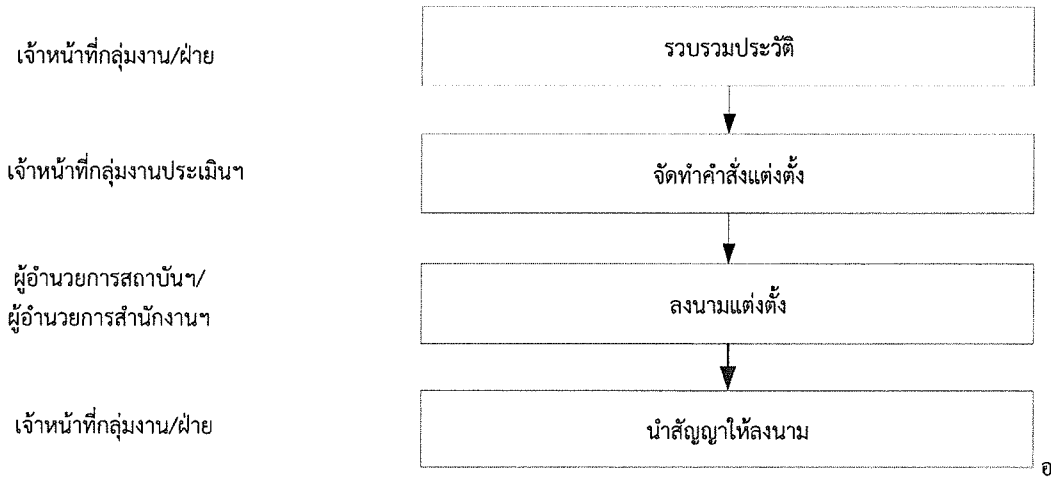 เจ้าหน้าที่กลุ่มงาน/ฝ่าย
รวบรวมประวัติ
เจ้าหน้าที่กลุ่มงานประเมินฯ
จัดทำคำสั่งแต่งตั้ง
ผู้อำนวยการสถาบันฯ/
ผู้อำนวยการสำนักงานฯ
ลงนามแต่งตั้ง
เจ้าหน้าที่กลุ่มงาน/ฝ่าย
นำสัญญาให้ลงนาม
อ